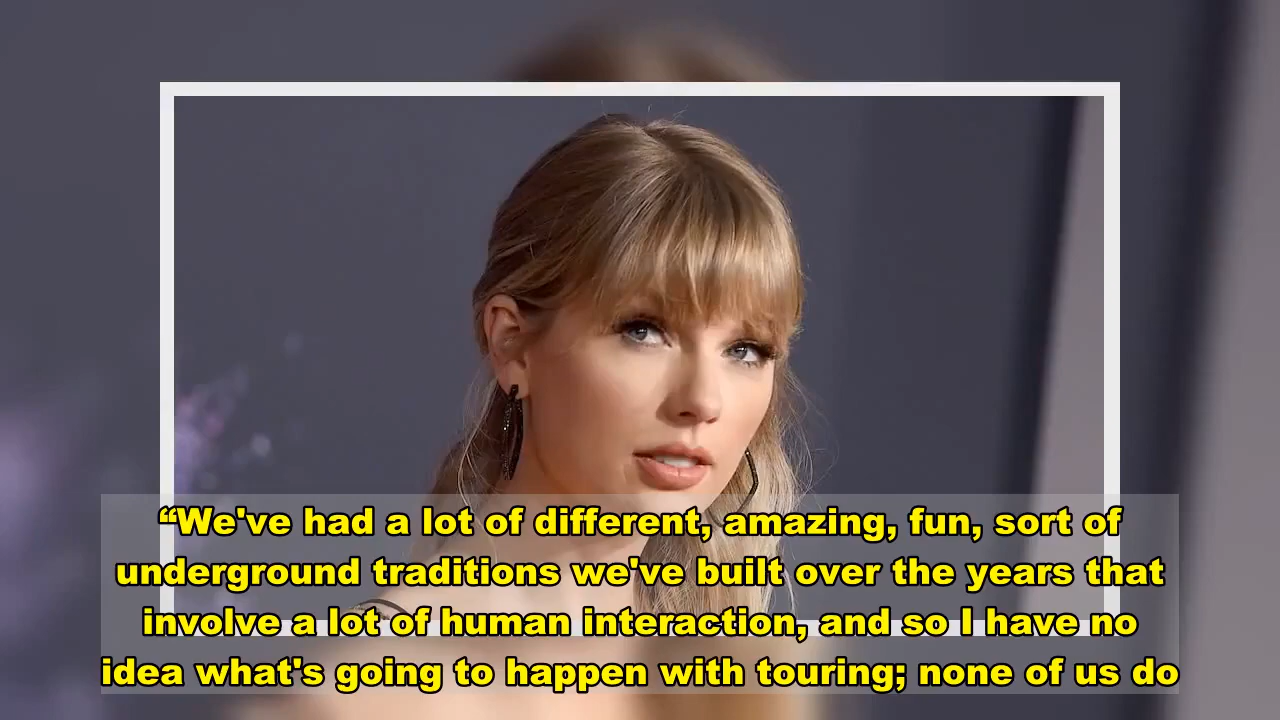 “We've had a lot of different, amazing, fun, sort of
underground traditions we've built over the years that
involve a lot of human interaction, and so I have no
idea what's going to happen with touring; none of us do